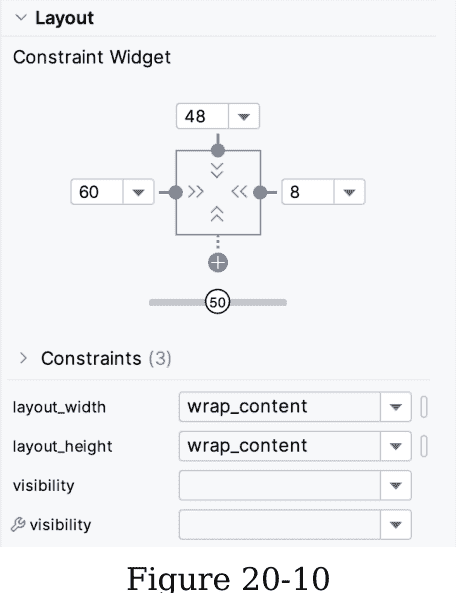 Layout
Constraint Widget
48
60
8
50
Constraints (3)
layout_width wrap_content
layout_height wrap_content
visibility
visibility
Figure 20-10